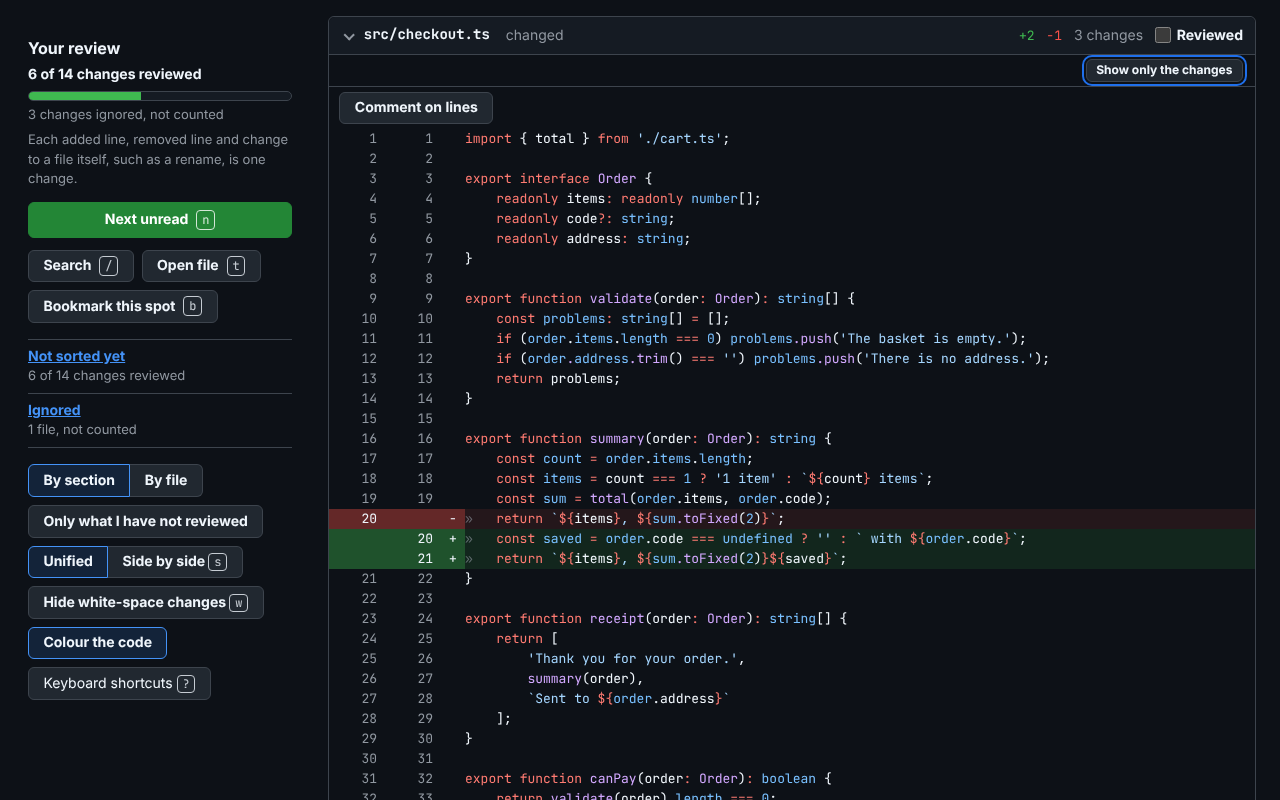 Your review
6 of 14 changes reviewed
3 changes ignored, not counted
Each added line, removed line and change
to a file itself, such as a rename, is one
change.
Next unread n
Search / Open file t
Bookmark this spot b
Not sorted yet
6 of 14 changes reviewed
Ignored
1 file, not counted
By section By file
Only what I have not reviewed
Unified Side by side s
Hide white-space changes w
Colour the code
Keyboard shortcuts ?
src/checkout.ts changed +2 -1 3 changes Reviewed
Show only the changes
Comment on lines
1 1 import { total } from './cart.ts';
2 2
3 3 export interface Order {
4 4     readonly items: readonly number[];
5 5     readonly code?: string;
6 6     readonly address: string;
7 7 }
8 8
9 9 export function validate(order: Order): string[] {
10 10     const problems: string[] = [];
11 11     if (order.items.length === 0) problems.push('The basket is empty.');
12 12     if (order.address.trim() === '') problems.push('There is no address.');
13 13     return problems;
14 14 }
15 15
16 16 export function summary(order: Order): string {
17 17     const count = order.items.length;
18 18     const items = count === 1 ? '1 item' : `${count} items`;
19 19     const sum = total(order.items, order.code);
20 - »   return `${items}, ${sum.toFixed(2)}`;
20 + »   const saved = order.code === undefined ? '' : ` with ${order.code}`;
21 + »   return `${items}, ${sum.toFixed(2)}${saved}`;
21 22 }
22 23
23 24 export function receipt(order: Order): string[] {
24 25     return [
25 26         'Thank you for your order.',
26 27         summary(order),
27 28         `Sent to ${order.address}`
28 29     ];
29 30 }
30 31
31 32 export function canPay(order: Order): boolean {
32 33     return validate(order).length === 0;